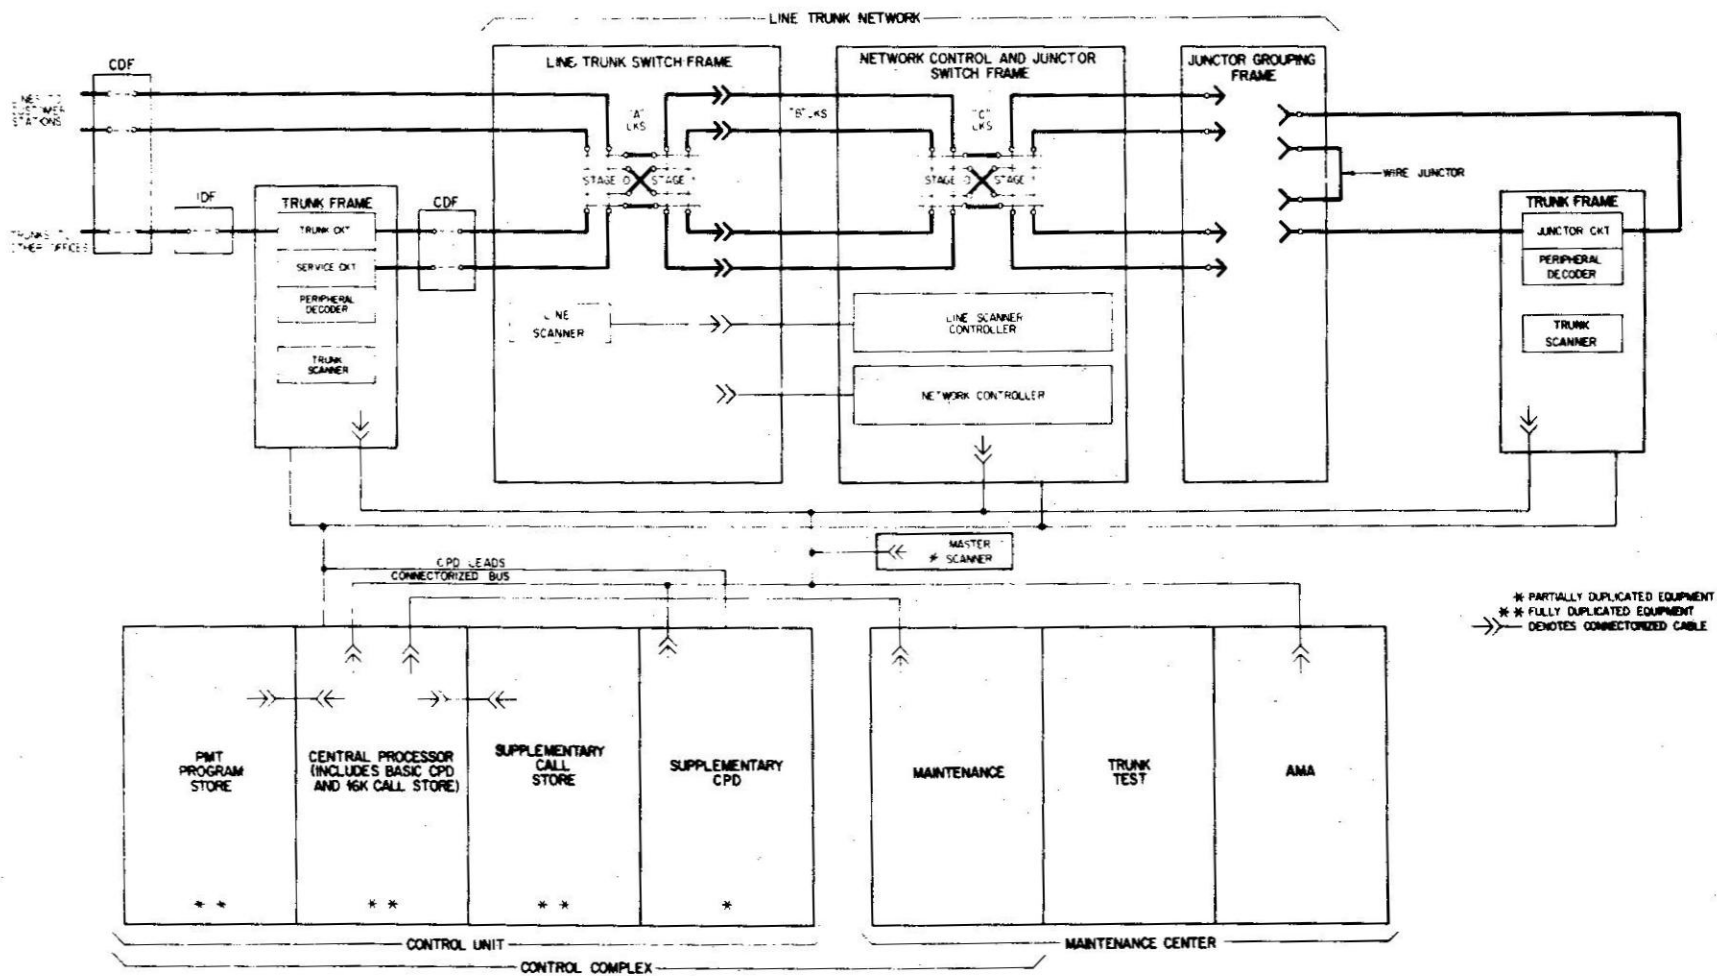 LINE TRUNK NETWORK
CDF
LINE TRUNK SWITCH FRAME
NETWORK CONTROL AND JUNCTOR
SWITCH FRAME
JUNCTOR GROUPING
FRAME
STATIONS
"A"
LKS
"B" LKS
"C"
LKS
STAGE 0
STAGE
STAGE 0
STAGE
WIRE JUNCTOR
IDF
TRUNK FRAME
CDF
TRUNK FRAME
OTHER OFFICES
TRUNK CKT
JUNCTOR CKT
SERVICE CKT
PERIPHERAL
DECODER
PERIPHERAL
DECODER
LINE
SCANNER
LINE SCANNER
CONTROLLER
TRUNK
SCANNER
TRUNK
SCANNER
NETWORK CONTROLLER
MASTER
* SCANNER
CPD LEADS
CONNECTORIZED BUS
* PARTIALLY DUPLICATED EQUIPMENT
* * FULLY DUPLICATED EQUIPMENT
DENOTES CONNECTORIZED CABLE
PMT
PROGRAM
STORE
CENTRAL PROCESSOR
(INCLUDES BASIC CPD
AND 16K CALL STORE)
SUPPLEMENTARY
CALL
STORE
SUPPLEMENTARY
CPD
MAINTENANCE
TRUNK
TEST
AMA
* *
* *
* *
*
CONTROL UNIT
MAINTENANCE CENTER
CONTROL COMPLEX